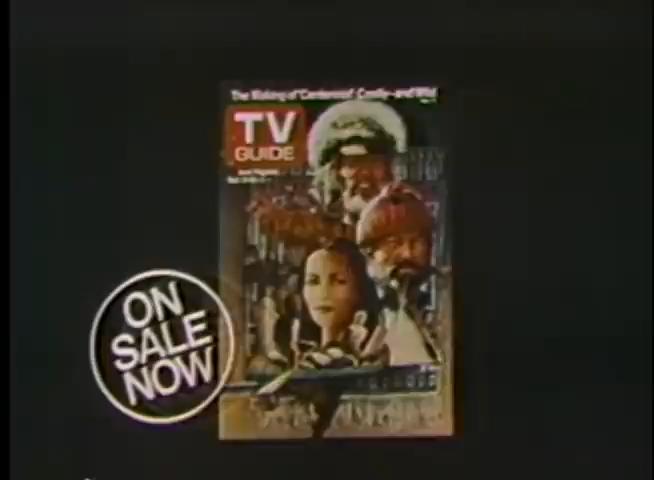 The Making of 'Centennial' Costly-and Wild
TV
GUIDE
ON
SALE
NOW